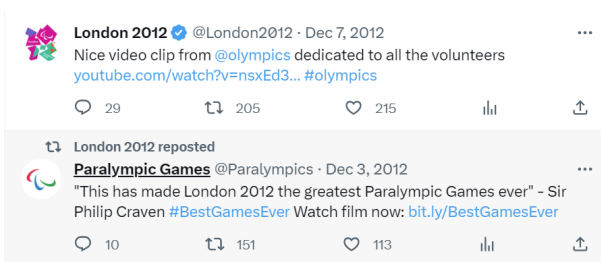 London 2012 @London2012 · Dec 7, 2012
Nice video clip from @olympics dedicated to all the volunteers
youtube.com/watch?v=nsxEd3... #olympics
29 205 215
London 2012 reposted
Paralympic Games @Paralympics · Dec 3, 2012
"This has made London 2012 the greatest Paralympic Games ever" - Sir
Philip Craven #BestGamesEver Watch film now: bit.ly/BestGamesEver
10 151 113